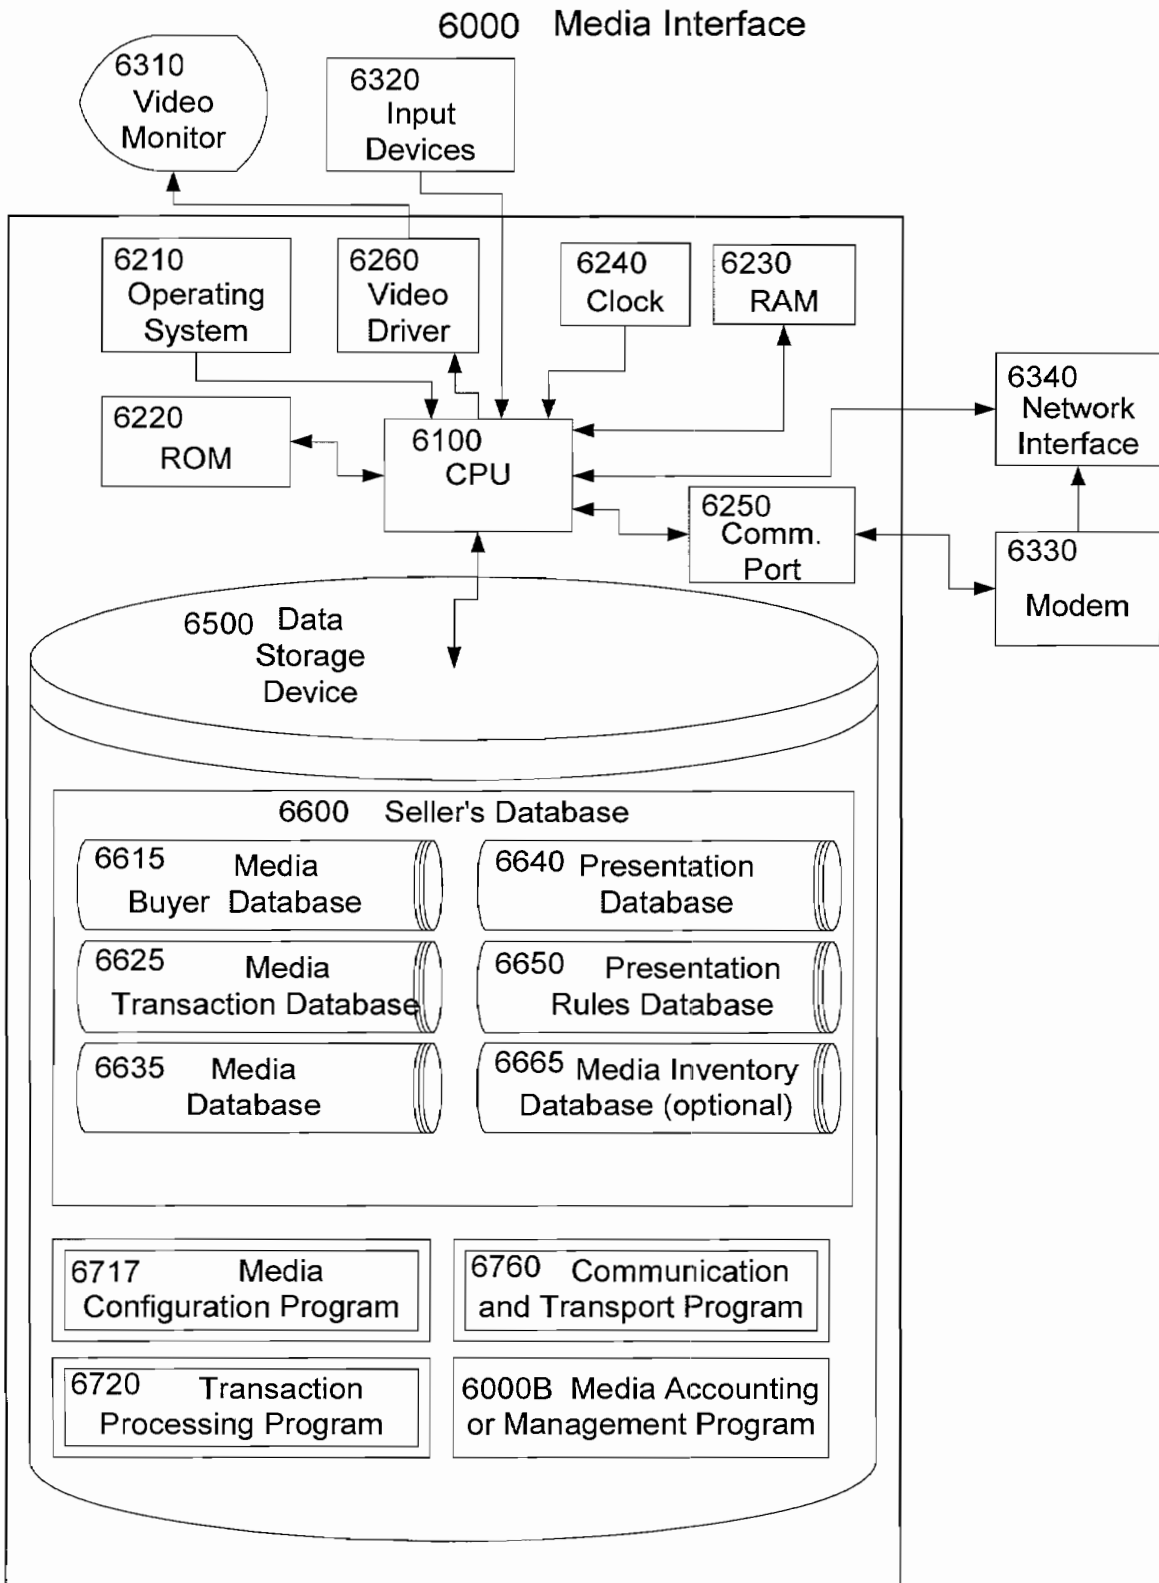 6000 Media Interface
6310
Video
Monitor
6320
Input
Devices
6210
Operating
System
6260
Video
Driver
6240
Clock
6230
RAM
6340
Network
Interface
6220
ROM
6100
CPU
6250
Comm.
Port
6330
Modem
6500 Data
Storage
Device
6600 Seller's Database
6615 Media
Buyer Database
6640 Presentation
Database
6625 Media
Transaction Database
6650 Presentation
Rules Database
6635 Media
Database
6665 Media Inventory
Database (optional)
6717 Media
Configuration Program
6760 Communication
and Transport Program
6720 Transaction
Processing Program
6000B Media Accounting
or Management Program